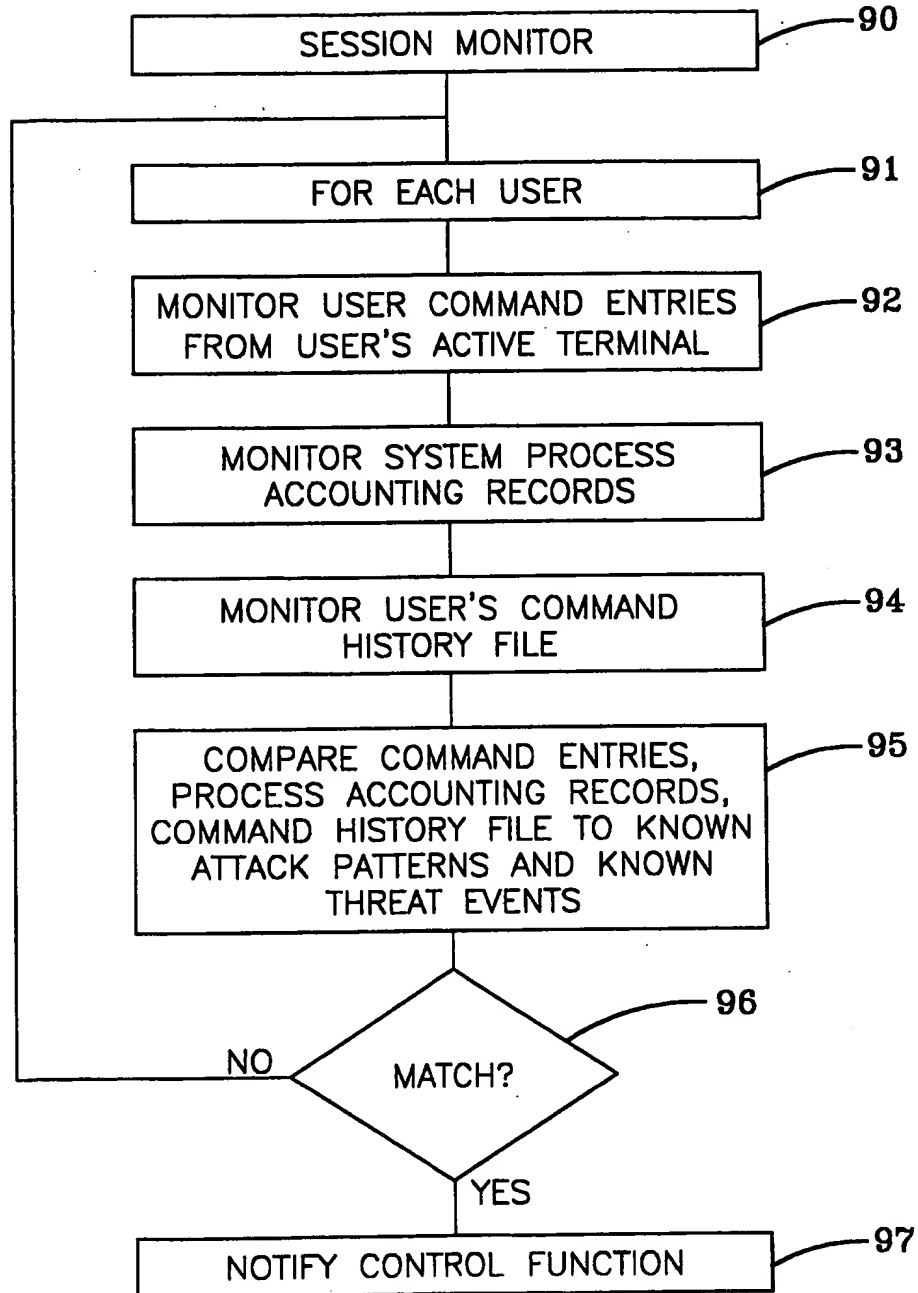 SESSION MONITOR
90
FOR EACH USER
91
MONITOR USER COMMAND ENTRIES
FROM USER'S ACTIVE TERMINAL
92
MONITOR SYSTEM PROCESS
ACCOUNTING RECORDS
93
MONITOR USER'S COMMAND
HISTORY FILE
94
COMPARE COMMAND ENTRIES,
PROCESS ACCOUNTING RECORDS,
COMMAND HISTORY FILE TO KNOWN
ATTACK PATTERNS AND KNOWN
THREAT EVENTS
95
MATCH?
96
NO
YES
NOTIFY CONTROL FUNCTION
97